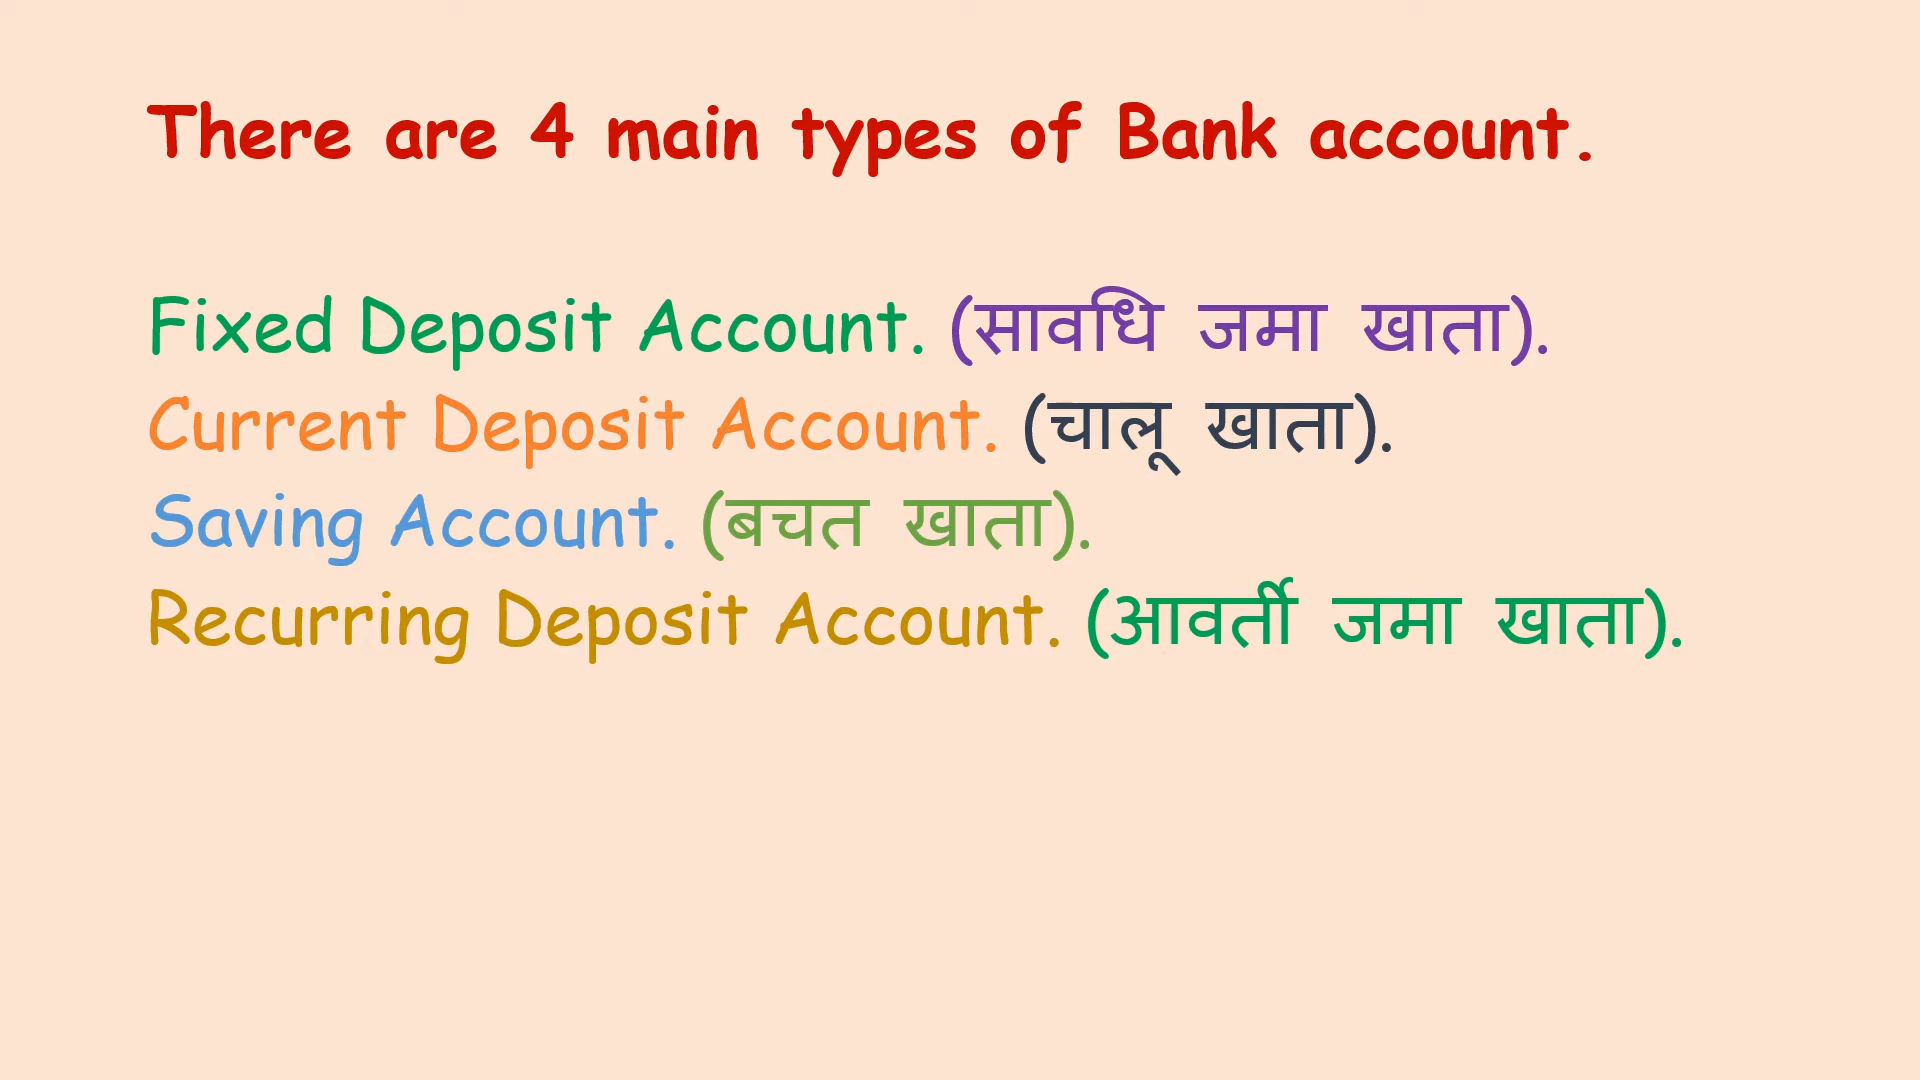 There are 4 main types of Bank account.
Fixed Deposit Account. (सावधि जमा खाता).
Current Deposit Account. (चालू खाता).
Saving Account. (बचत खाता).
Recurring Deposit Account. (आवर्ती जमा खाता).